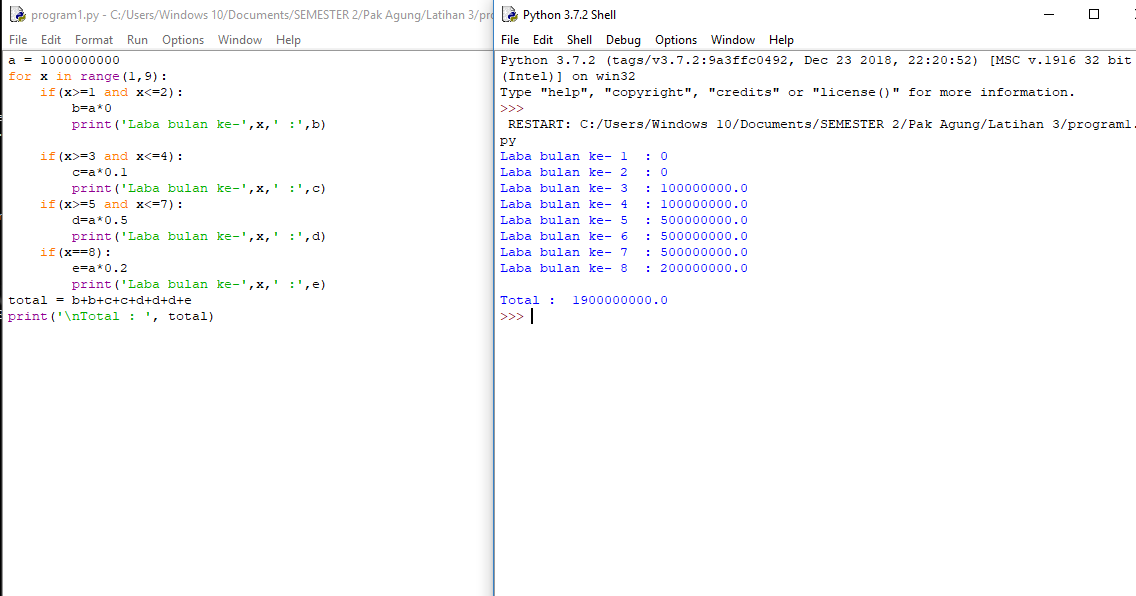 program1.py - C:/Users/Windows 10/Documents/SEMESTER 2/Pak Agung/Latihan 3/pro
File Edit Format Run Options Window Help
a = 1000000000
for x in range(1,9):
    if(x>=1 and x<=2):
        b=a*0
        print('Laba bulan ke-',x,' :',b)

    if(x>=3 and x<=4):
        c=a*0.1
        print('Laba bulan ke-',x,' :',c)
    if(x>=5 and x<=7):
        d=a*0.5
        print('Laba bulan ke-',x,' :',d)
    if(x==8):
        e=a*0.2
        print('Laba bulan ke-',x,' :',e)
total = b+b+c+c+d+d+d+e
print('\nTotal : ', total)
Python 3.7.2 Shell
File Edit Shell Debug Options Window Help
Python 3.7.2 (tags/v3.7.2:9a3ffc0492, Dec 23 2018, 22:20:52) [MSC v.1916 32 bit
(Intel)] on win32
Type "help", "copyright", "credits" or "license()" for more information.
>>>
 RESTART: C:/Users/Windows 10/Documents/SEMESTER 2/Pak Agung/Latihan 3/program1.
py
Laba bulan ke- 1  : 0
Laba bulan ke- 2  : 0
Laba bulan ke- 3  : 100000000.0
Laba bulan ke- 4  : 100000000.0
Laba bulan ke- 5  : 500000000.0
Laba bulan ke- 6  : 500000000.0
Laba bulan ke- 7  : 500000000.0
Laba bulan ke- 8  : 200000000.0

Total :  1900000000.0
>>>